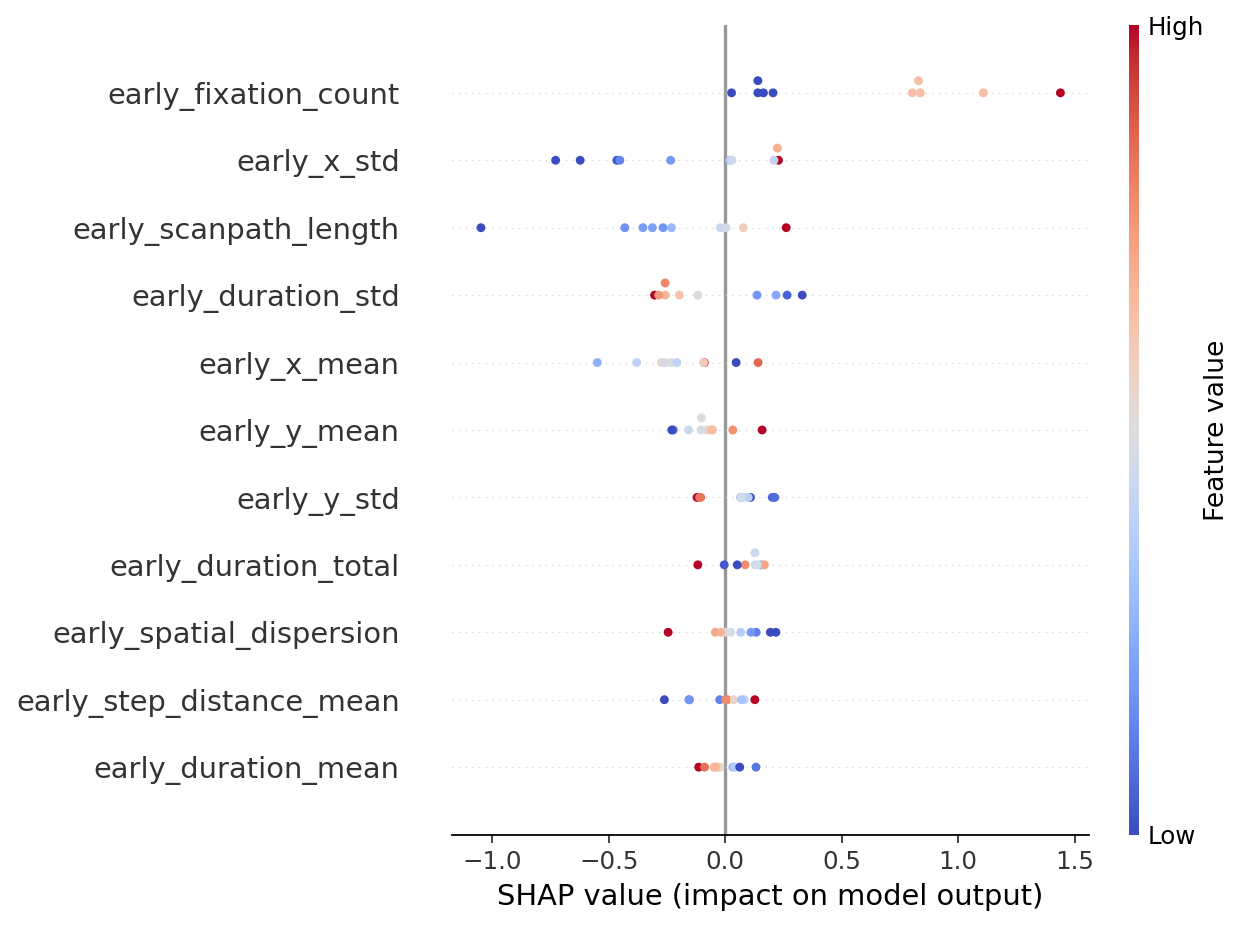 High
early_fixation_count
early_x_std
early_scanpath_length
early_duration_std
early_x_mean
early_y_mean
early_y_std
early_duration_total
early_spatial_dispersion
early_step_distance_mean
early_duration_mean
Feature value
Low
−1.0 −0.5 0.0 0.5 1.0 1.5
SHAP value (impact on model output)